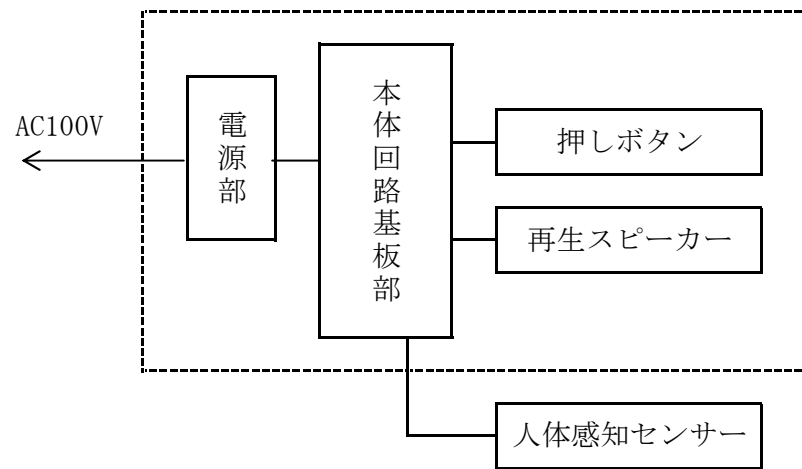 AC100V
電源部
本体回路基板部
押しボタン
再生スピーカー
人体感知センサー